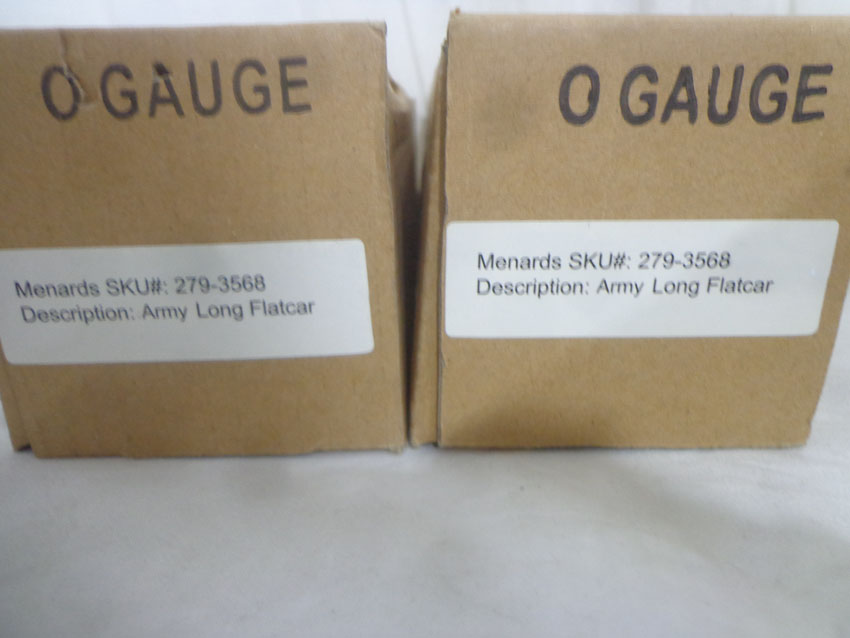 O GAUGE
Menards SKU#: 279-3568
Description: Army Long Flatcar
O GAUGE
Menards SKU#: 279-3568
Description: Army Long Flatcar